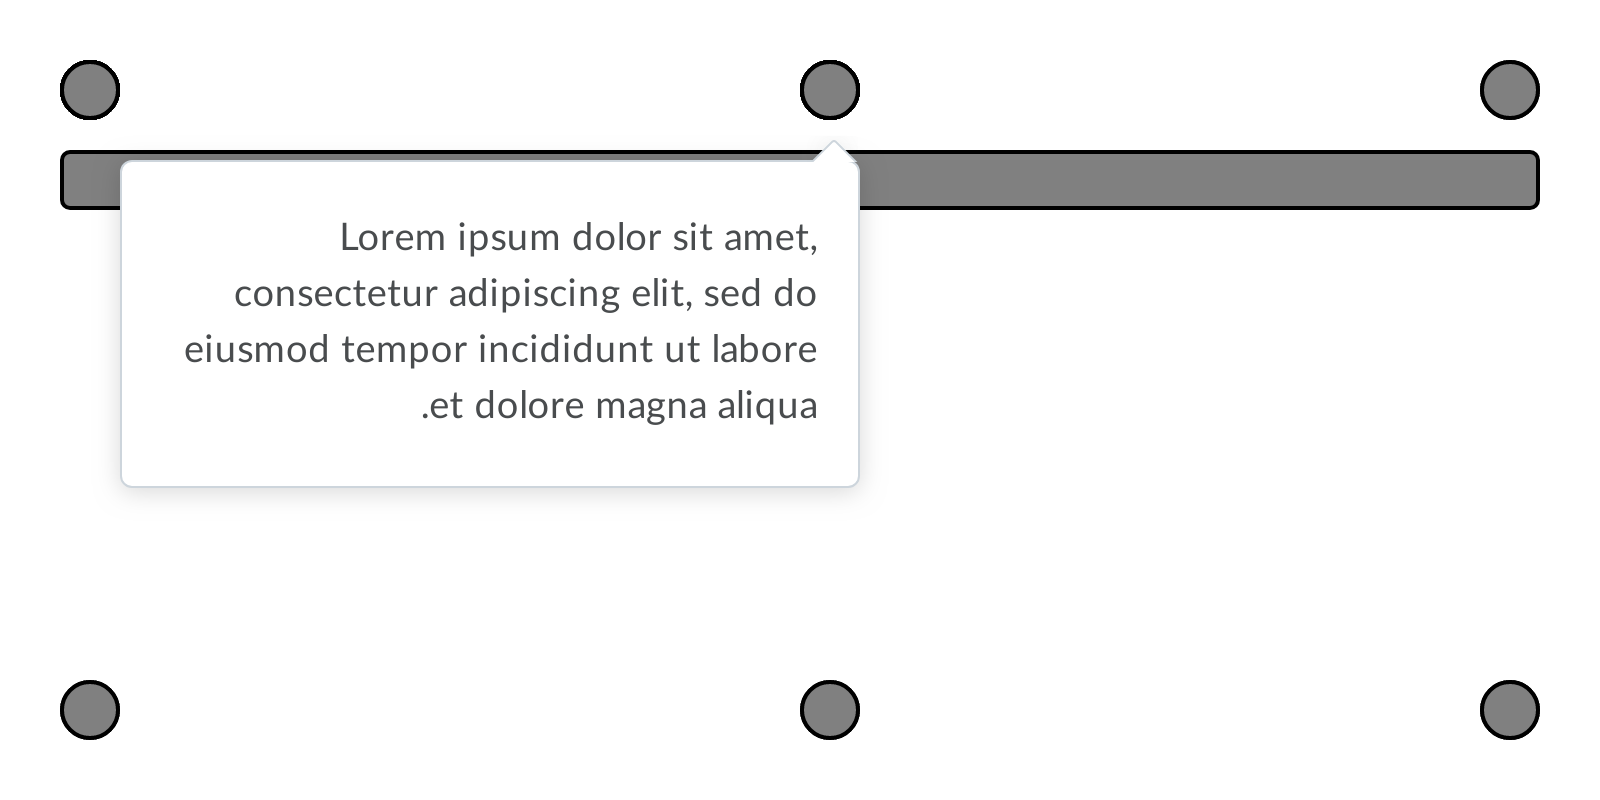 Lorem ipsum dolor sit amet,
consectetur adipiscing elit, sed do
eiusmod tempor incididunt ut labore
.et dolore magna aliqua